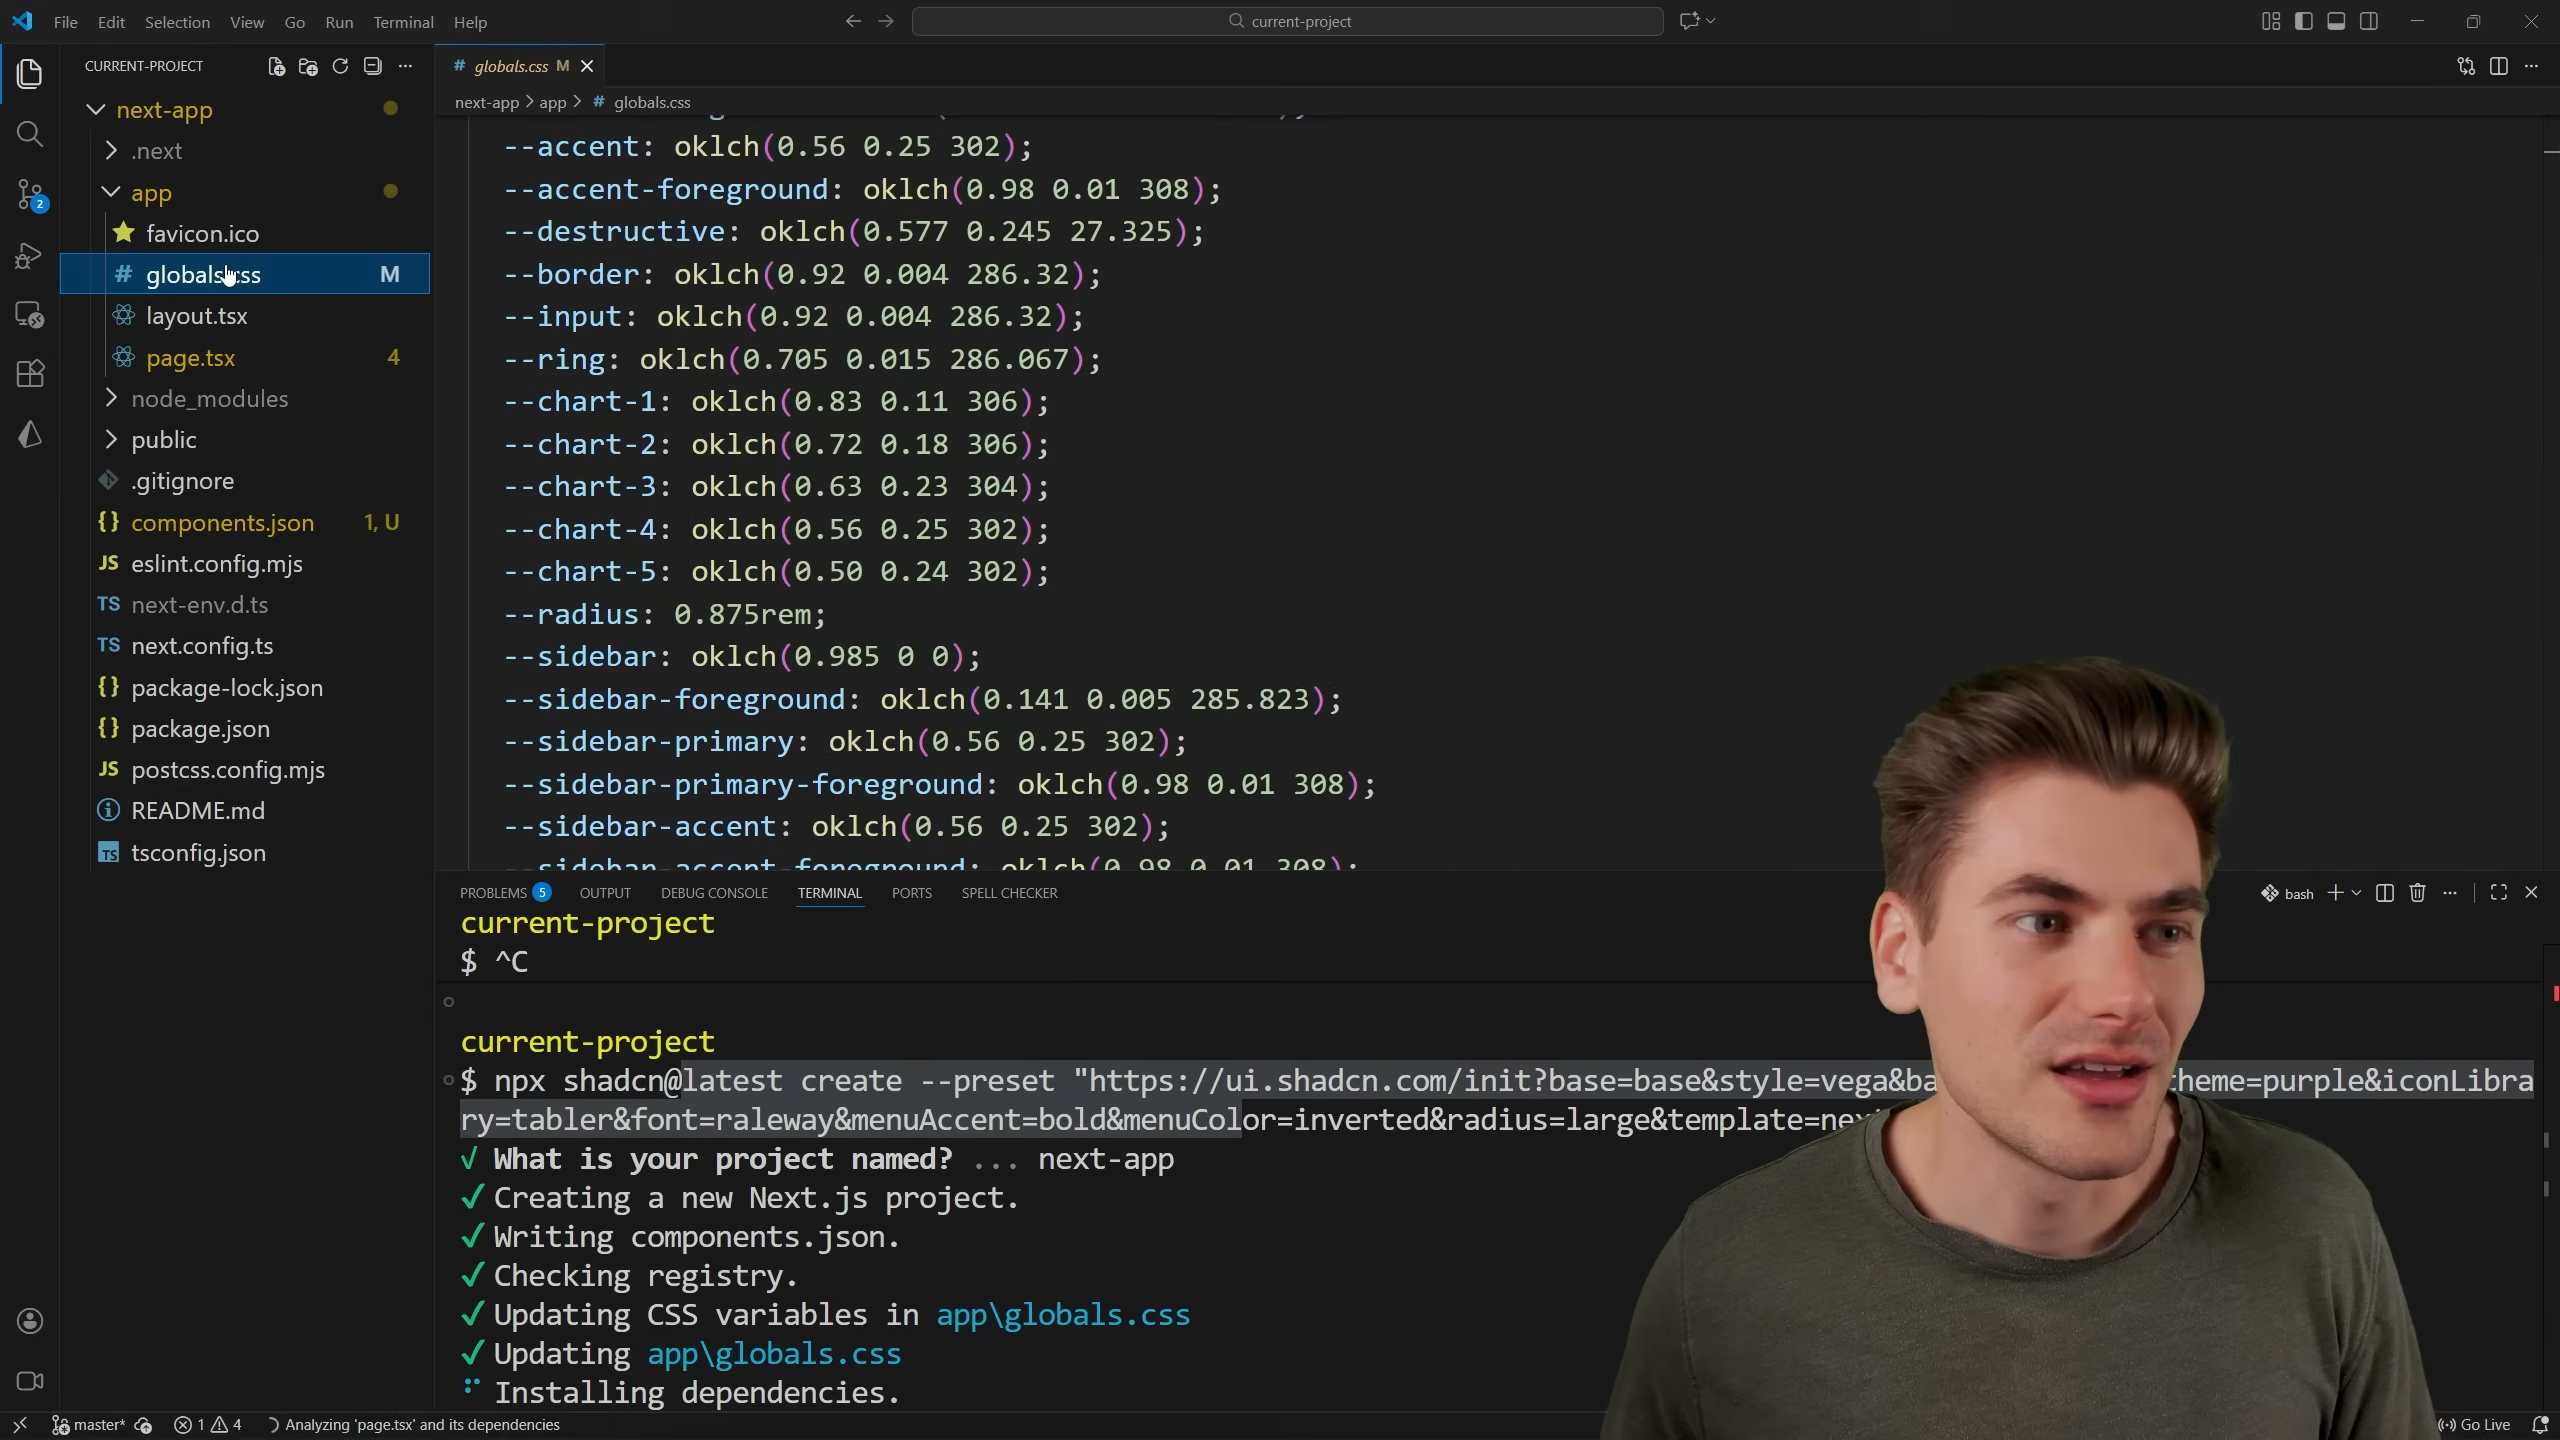 File Edit Selection View Go Run Terminal Help
current-project
CURRENT-PROJECT
next-app
.next
app
favicon.ico
globals.css M
layout.tsx
page.tsx 4
node_modules
public
.gitignore
components.json 1, U
eslint.config.mjs
next-env.d.ts
next.config.ts
package-lock.json
package.json
postcss.config.mjs
README.md
tsconfig.json
2
# globals.css M
next-app > app > # globals.css
--accent: oklch(0.56 0.25 302);
--accent-foreground: oklch(0.98 0.01 308);
--destructive: oklch(0.577 0.245 27.325);
--border: oklch(0.92 0.004 286.32);
--input: oklch(0.92 0.004 286.32);
--ring: oklch(0.705 0.015 286.067);
--chart-1: oklch(0.83 0.11 306);
--chart-2: oklch(0.72 0.18 306);
--chart-3: oklch(0.63 0.23 304);
--chart-4: oklch(0.56 0.25 302);
--chart-5: oklch(0.50 0.24 302);
--radius: 0.875rem;
--sidebar: oklch(0.985 0 0);
--sidebar-foreground: oklch(0.141 0.005 285.823);
--sidebar-primary: oklch(0.56 0.25 302);
--sidebar-primary-foreground: oklch(0.98 0.01 308);
--sidebar-accent: oklch(0.56 0.25 302);
--sidebar-accent-foreground: oklch(0.98 0.01 308);
PROBLEMS 5 OUTPUT DEBUG CONSOLE TERMINAL PORTS SPELL CHECKER
bash
current-project
$ ^C
current-project
$ npx shadcn@latest create --preset "https://ui.shadcn.com/init?base=base&style=vega&ba heme=purple&iconLibra
ry=tabler&font=raleway&menuAccent=bold&menuColor=inverted&radius=large&template=nex
√ What is your project named? ... next-app
✓ Creating a new Next.js project.
✓ Writing components.json.
✓ Checking registry.
✓ Updating CSS variables in app\globals.css
✓ Updating app\globals.css
Installing dependencies.
master* 1 4 Analyzing 'page.tsx' and its dependencies
Go Live